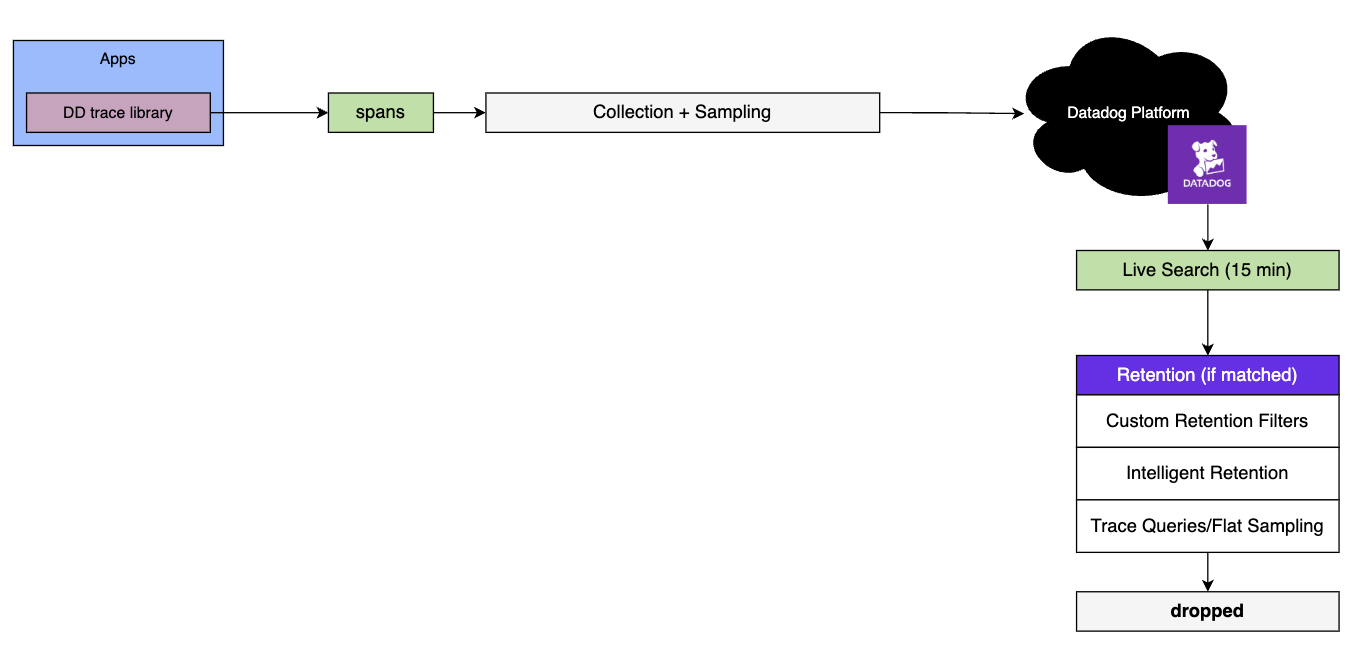 Apps
DD trace library
spans
Collection + Sampling
Datadog Platform
DATADOG
Live Search (15 min)
Retention (if matched)
Custom Retention Filters
Intelligent Retention
Trace Queries/Flat Sampling
dropped